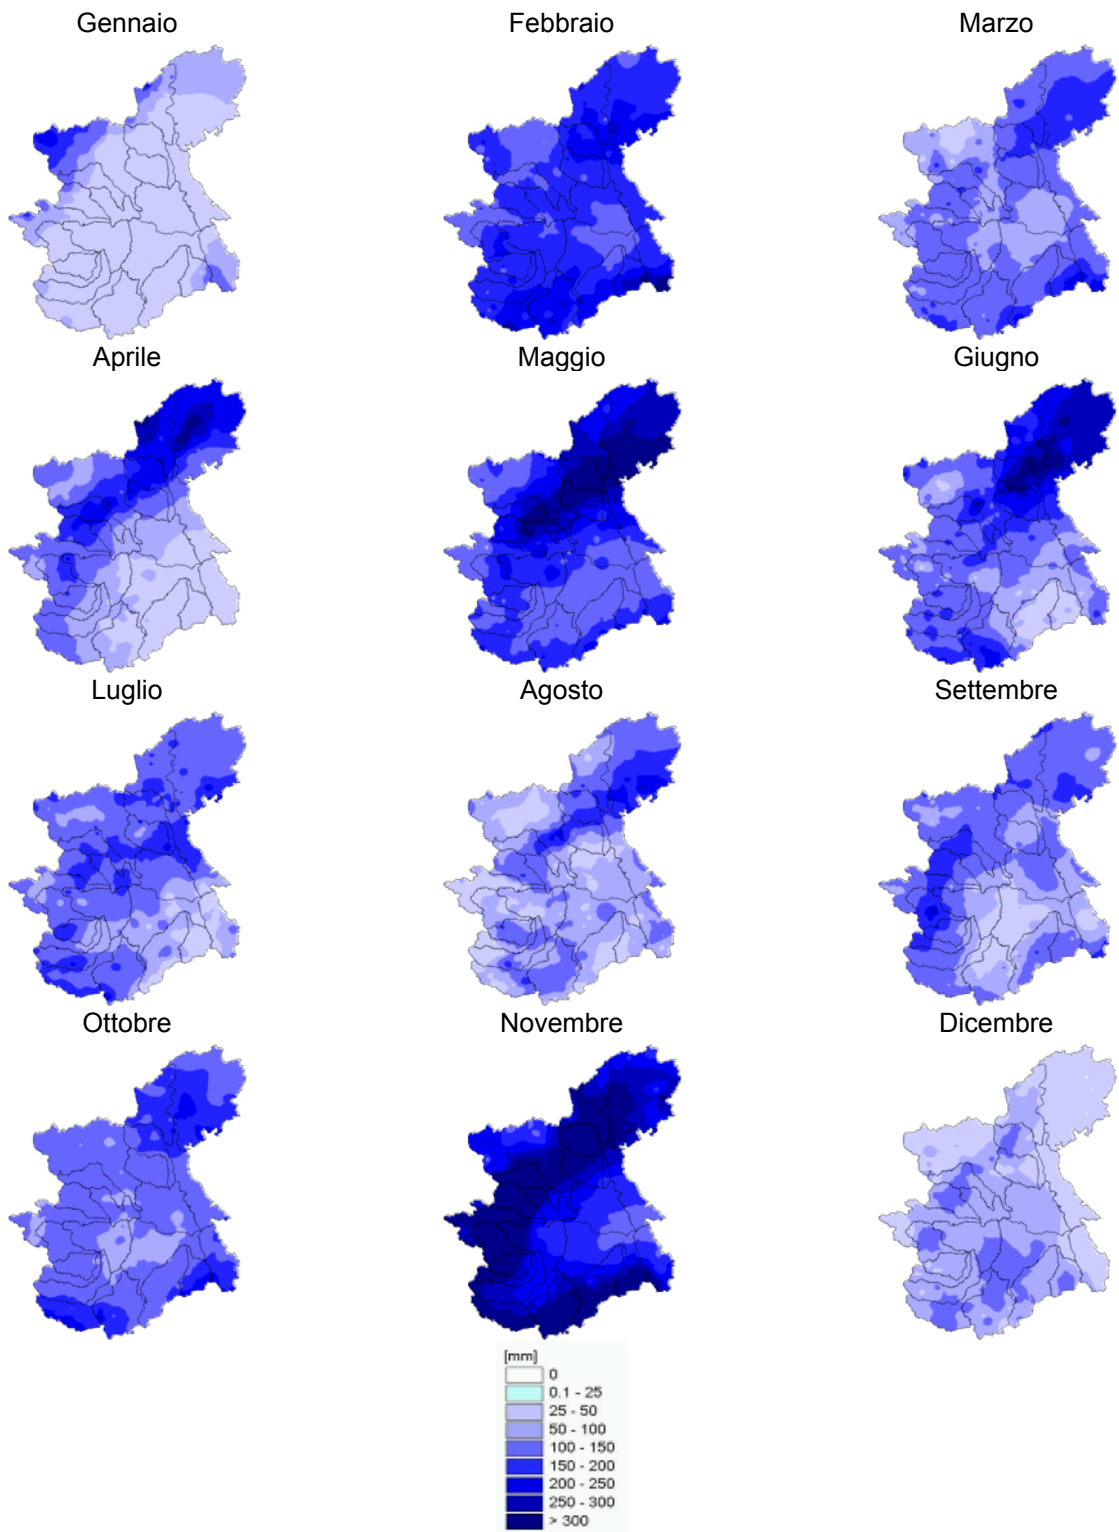 Gennaio
Febbraio
Marzo
Aprile
Maggio
Giugno
Luglio
Agosto
Settembre
Ottobre
Novembre
Dicembre
[mm]
0
0.1 - 25
25 - 50
50 - 100
100 - 150
150 - 200
200 - 250
250 - 300
> 300